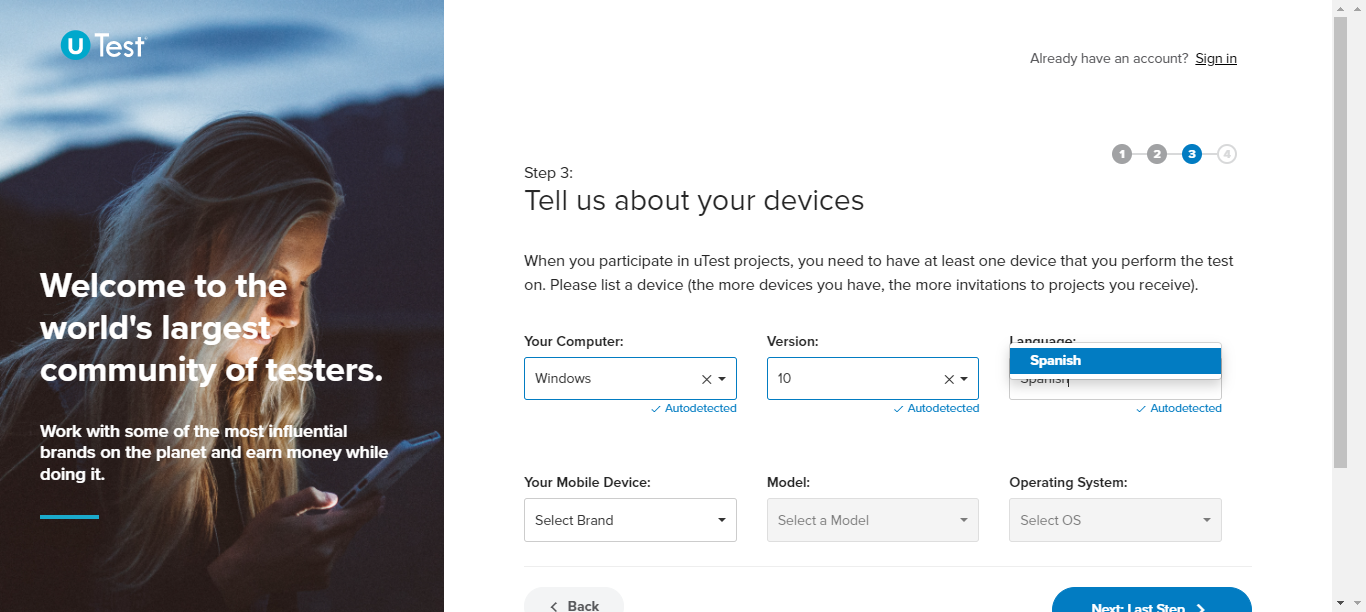 uTest
Already have an account? Sign in
1 2 3 4
Step 3:
Tell us about your devices
Welcome to the
world's largest
community of testers.
Work with some of the most influential
brands on the planet and earn money while
doing it.
When you participate in uTest projects, you need to have at least one device that you perform the test
on. Please list a device (the more devices you have, the more invitations to projects you receive).
Your Computer: Version: Language:
Spanish
Windows 10 Spanish
Autodetected Autodetected Autodetected
Your Mobile Device: Model: Operating System:
Select Brand Select a Model Select OS
Back Next: Last Step